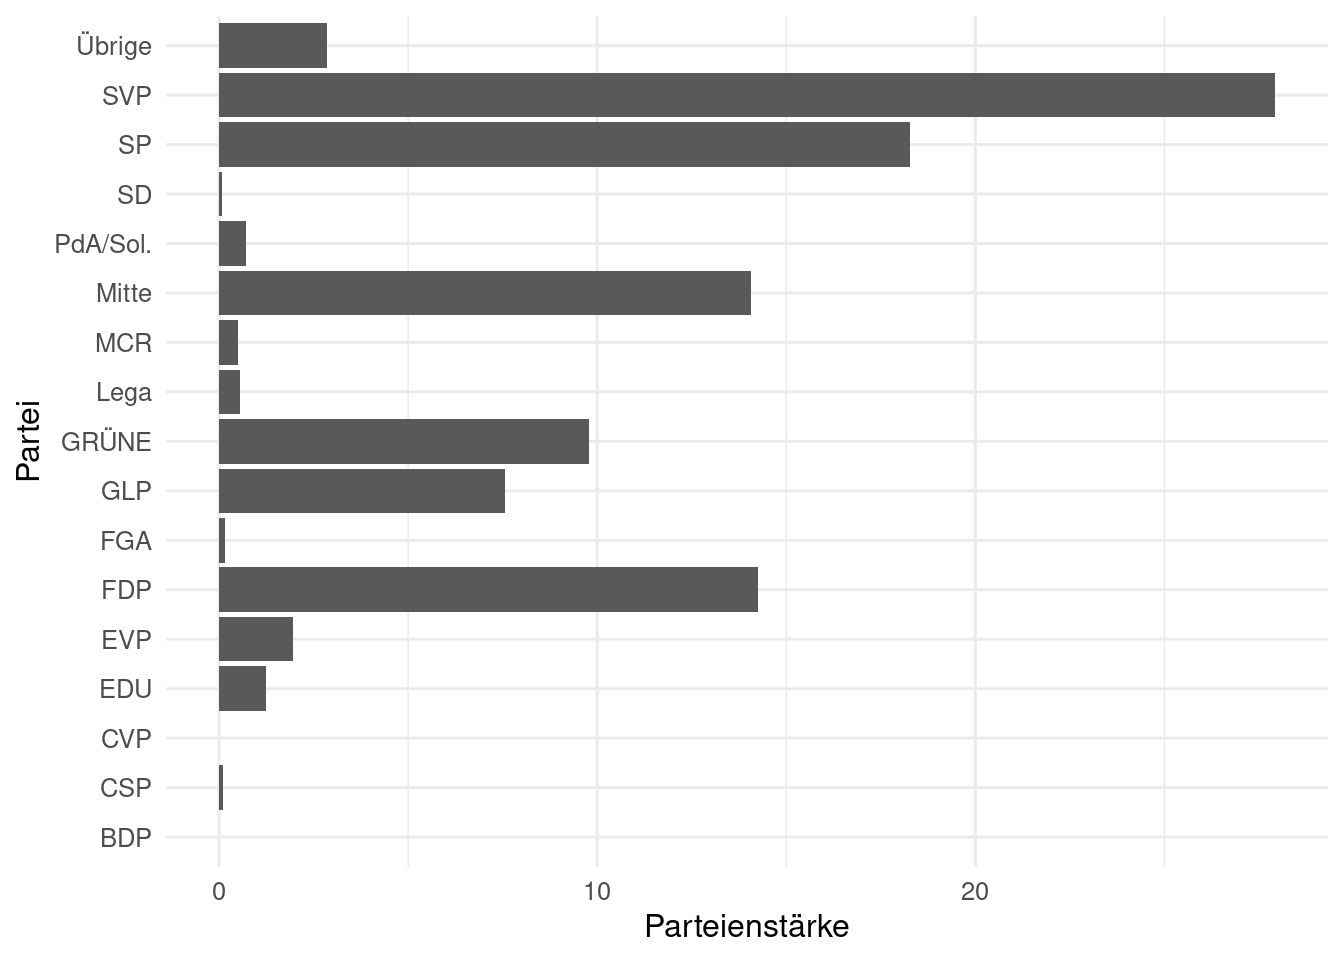 Übrige
SVP
SP
SD
PdA/Sol.
Mitte
MCR
Lega
GRÜNE
GLP
FGA
FDP
EVP
EDU
CVP
CSP
BDP
Partei
0 10 20
Parteienstärke